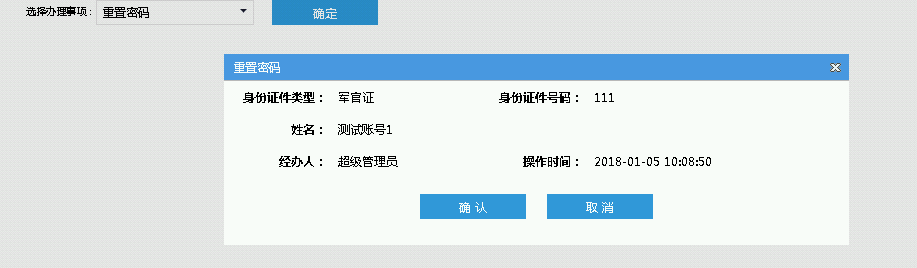 选择办理事项： 重置密码 确定
重置密码
身份证件类型： 军官证 身份证件号码： 111
姓名： 测试账号1
经办人： 超级管理员 操作时间： 2018-01-05 10:08:50
确 认 取 消